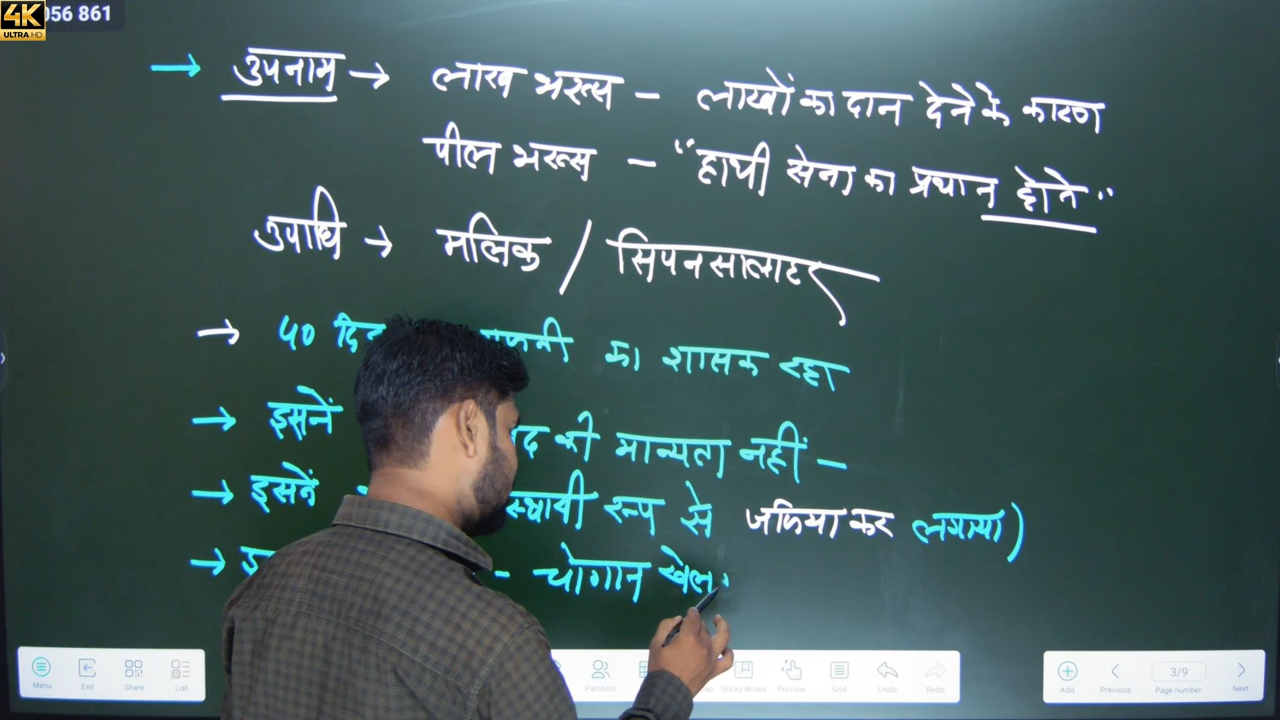 4K
ULTRA HD
056 861
→ उपनाम → लाख भख्स – लाखों का दान देने के कारण
पील भख्स – "हाथी सेना का प्रधान होने"
उपाधि → मलिक / सिपनसालार
→ 40 दि का शासक रहा
→ इसनें की मान्यता नहीं –
→ इसनें स्थायी रूप से जजिया कर लगाया)
→ - चोगान खेल
Menu Exit Share List Partition Sticky Notes Preview Grid Undo Redo Add Previous 3/9 Page number Next